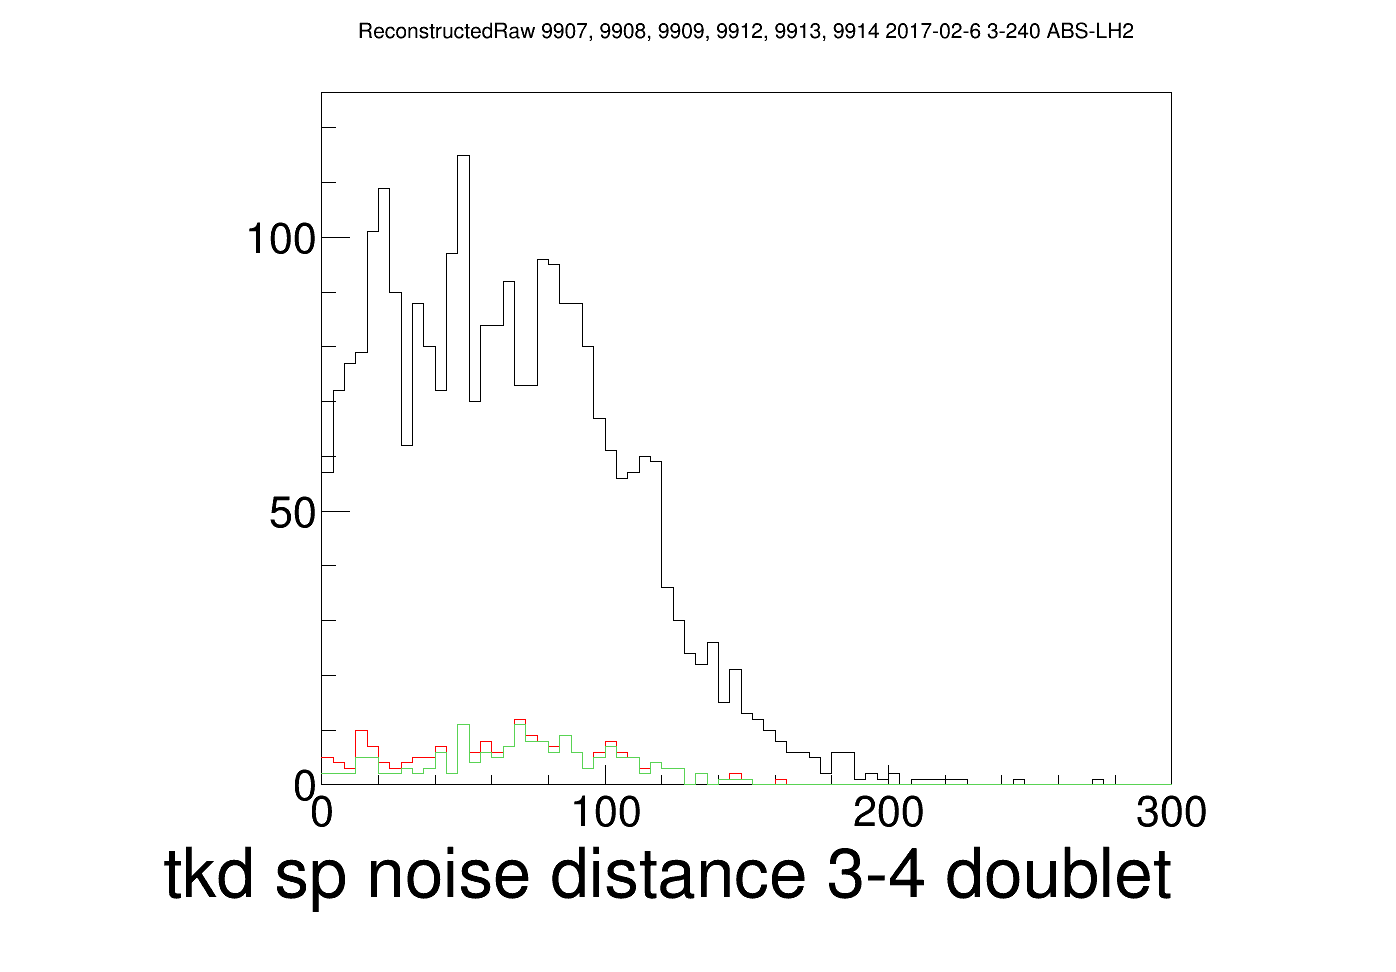 ReconstructedRaw 9907, 9908, 9909, 9912, 9913, 9914 2017-02-6 3-240 ABS-LH2
100
50
0
0 100 200 300
tkd sp noise distance 3-4 doublet